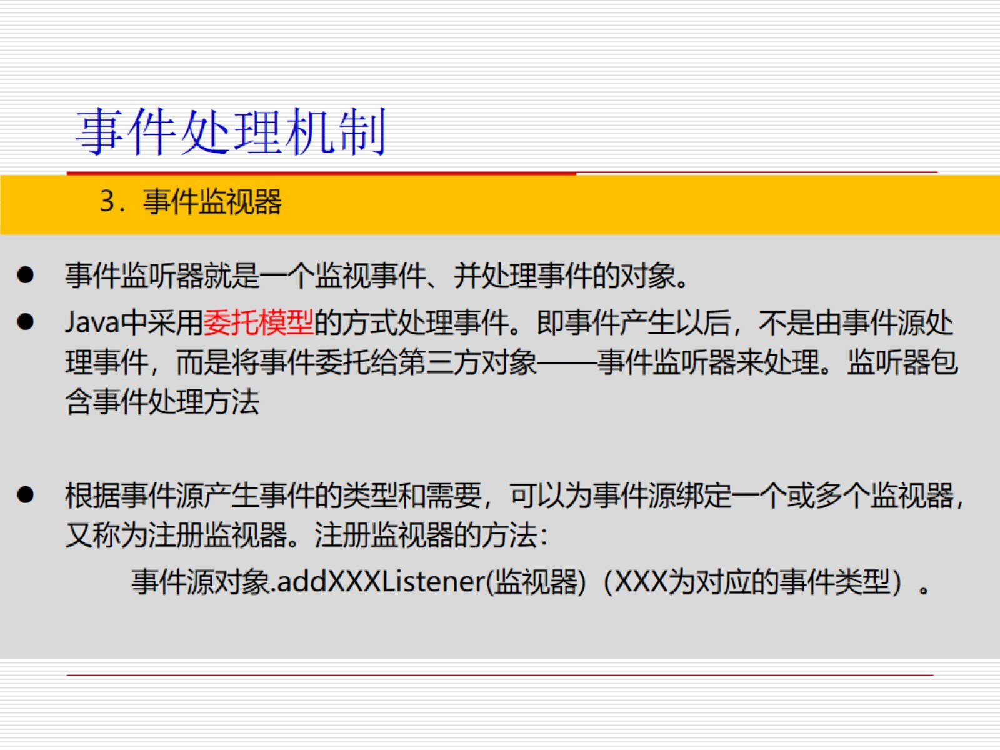 事件处理机制
3. 事件监视器
● 事件监听器就是一个监视事件、并处理事件的对象。
● Java中采用委托模型的方式处理事件。即事件产生以后，不是由事件源处
理事件，而是将事件委托给第三方对象——事件监听器来处理。监听器包
含事件处理方法
● 根据事件源产生事件的类型和需要，可以为事件源绑定一个或多个监视器，
又称为注册监视器。注册监视器的方法：
事件源对象.addXXXListener(监视器)（XXX为对应的事件类型）。